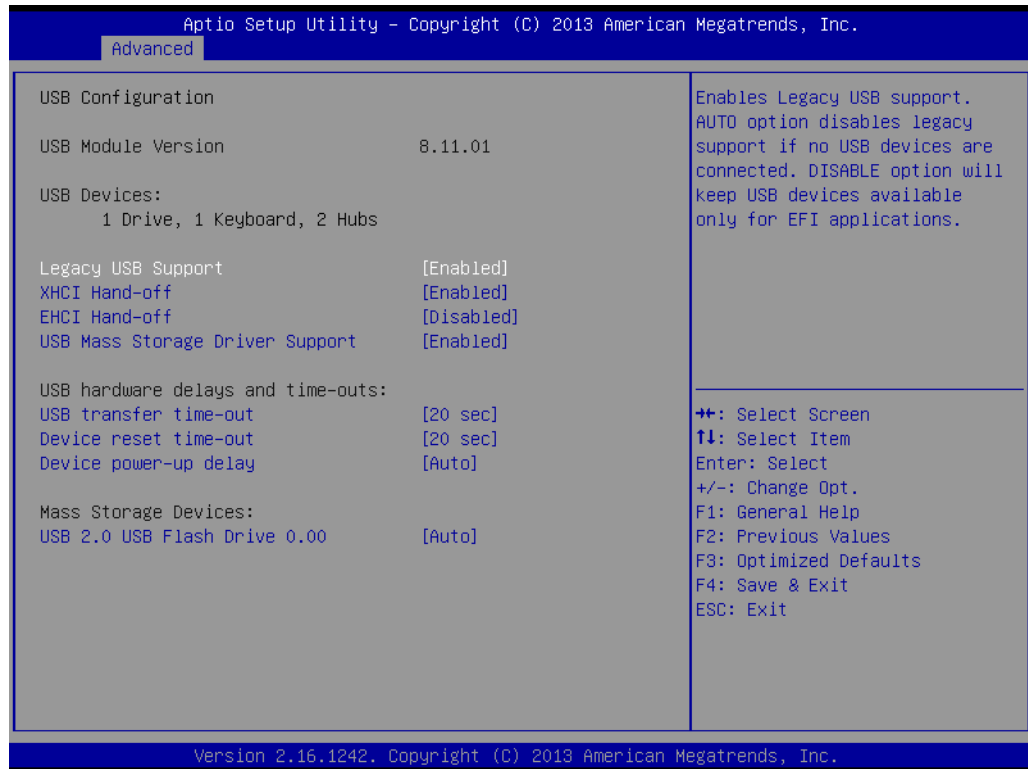 Aptio Setup Utility – Copyright (C) 2013 American Megatrends, Inc.
Advanced
USB Configuration
USB Module Version 8.11.01
USB Devices:
1 Drive, 1 Keyboard, 2 Hubs
Legacy USB Support [Enabled]
XHCI Hand-off [Enabled]
EHCI Hand-off [Disabled]
USB Mass Storage Driver Support [Enabled]
USB hardware delays and time-outs:
USB transfer time-out [20 sec]
Device reset time-out [20 sec]
Device power-up delay [Auto]
Mass Storage Devices:
USB 2.0 USB Flash Drive 0.00 [Auto]
Enables Legacy USB support.
AUTO option disables legacy
support if no USB devices are
connected. DISABLE option will
keep USB devices available
only for EFI applications.
→←: Select Screen
↑↓: Select Item
Enter: Select
+/-: Change Opt.
F1: General Help
F2: Previous Values
F3: Optimized Defaults
F4: Save & Exit
ESC: Exit
Version 2.16.1242. Copyright (C) 2013 American Megatrends, Inc.